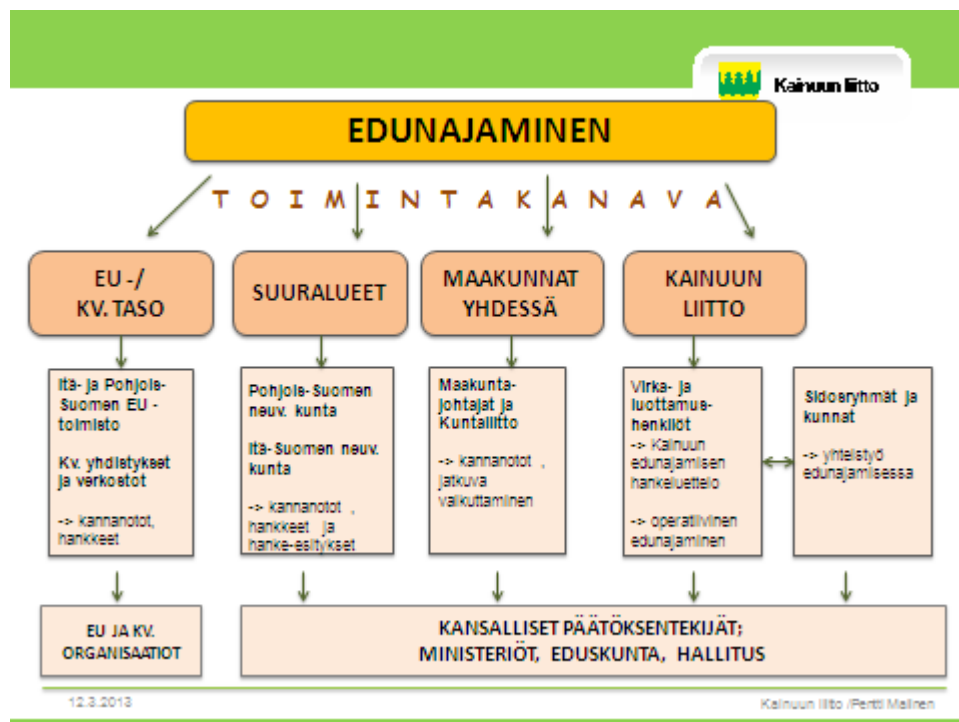 Kainuun liitto
EDUNAJAMINEN
TOIMINTAKANAVA
EU -/
KV. TASO
SUURALUEET
MAAKUNNAT
YHDESSÄ
KAINUUN
LIITTO
Itä- ja Pohjois-
Suomen EU -
toimisto
Kv. yhdistykset
ja verkostot
-> kannanotot,
hankkeet
Pohjois-Suomen
neuv. kunta
Itä-Suomen neuv.
kunta
-> kannanotot ,
hankkeet ja
hanke-esitykset
Maakunta-
johtajat ja
Kuntaliitto
-> kannanotot ,
jatkuva
vaikuttaminen
Virka- ja
luottamus-
henkilöt
-> Kainuun
edunajamisen
hankeluettelo
-> operatiivinen
edunajaminen
Sidosryhmät ja
kunnat
-> yhteistyö
edunajamisessa
EU JA KV.
ORGANISAATIOT
KANSALLISET PÄÄTÖKSENTEKIJÄT;
MINISTERIÖT, EDUSKUNTA, HALLITUS
12.3.2013
Kainuun liitto /Pentti Malinen